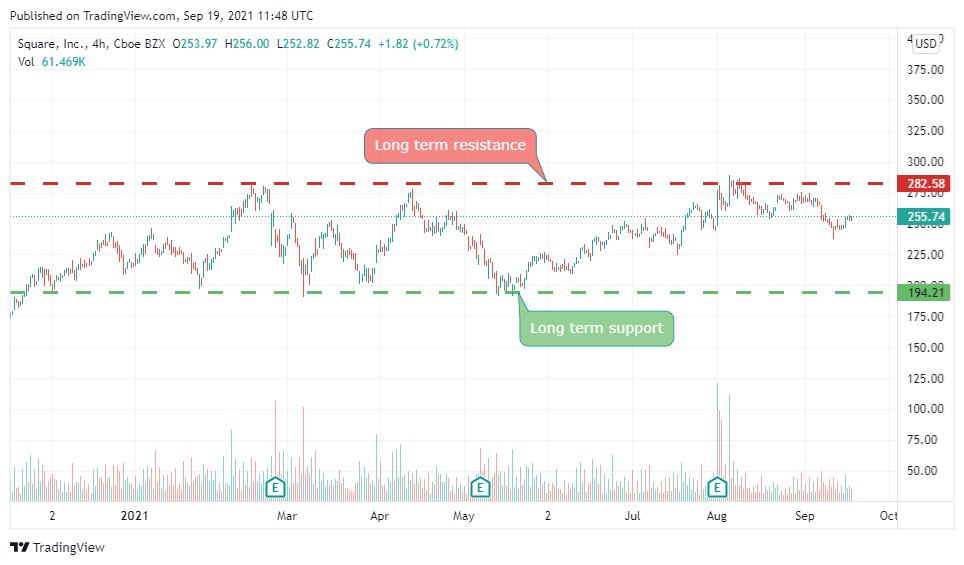 Published on TradingView.com, Sep 19, 2021 11:48 UTC
Square, Inc., 4h, Cboe BZX O253.97 H256.00 L252.82 C255.74 +1.82 (+0.72%)
Vol 61.469K
USD
375.00
350.00
325.00
Long term resistance
300.00
282.58
275.00
255.74
250.00
225.00
200.00
194.21
Long term support
175.00
150.00
125.00
100.00
75.00
50.00
E E E
2 2021 Mar Apr May 2 Jul Aug Sep Oct
TradingView